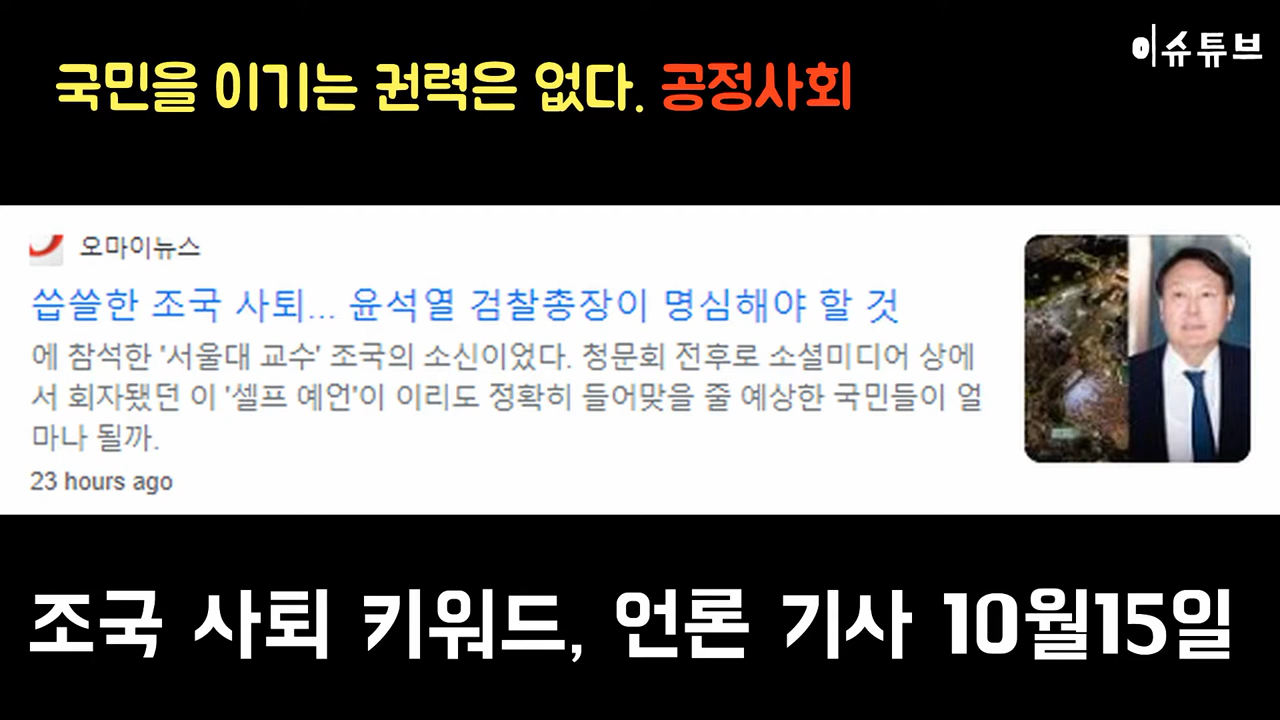 이슈튜브
국민을 이기는 권력은 없다. 공정사회
오마이뉴스
씁쓸한 조국 사퇴... 윤석열 검찰총장이 명심해야 할 것
에 참석한 '서울대 교수' 조국의 소신이었다. 청문회 전후로 소셜미디어 상에
서 회자됐던 이 '셀프 예언'이 이리도 정확히 들어맞을 줄 예상한 국민들이 얼
마나 될까.
23 hours ago
조국 사퇴 키워드, 언론 기사 10월15일